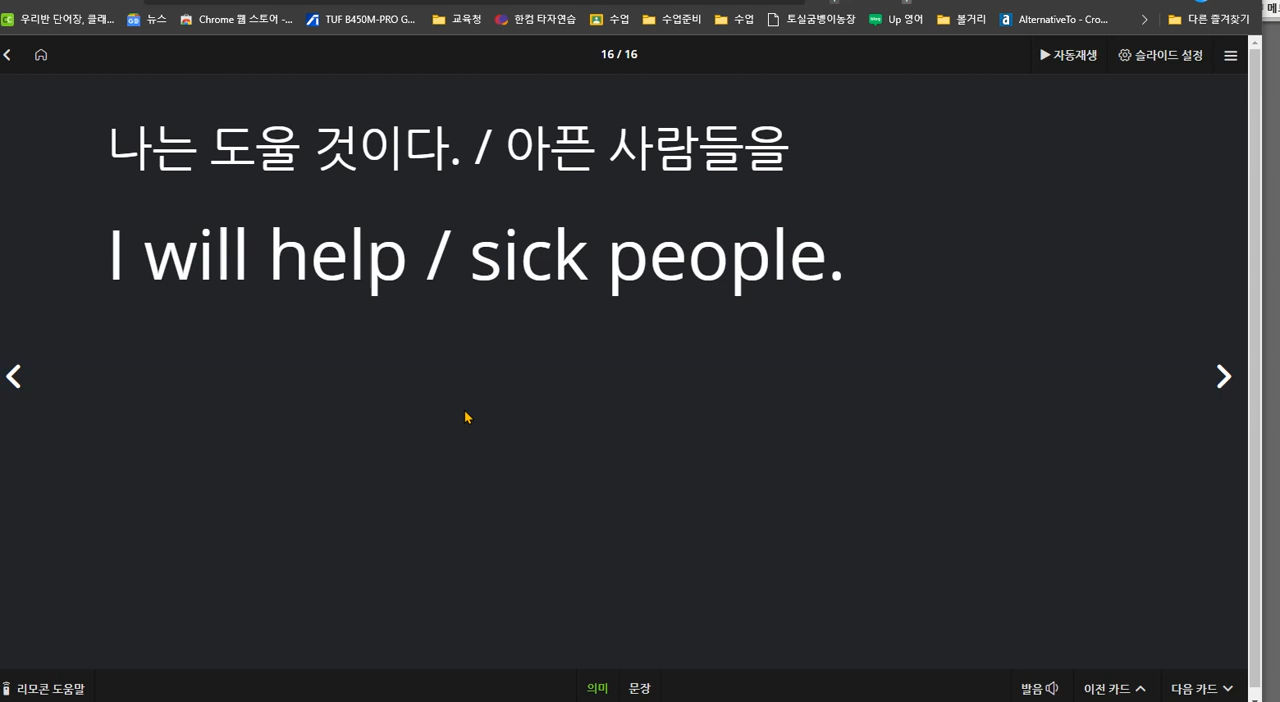 우리반 단어장, 클래... 뉴스 Chrome 웹 스토어 -... TUF B450M-PRO G... 교육청 한컴 타자연습 수업 수업준비 수업 토실굼벵이농장 Up 영어 볼거리 AlternativeTo - Cro... 다른 즐겨찾기
16 / 16 자동재생 슬라이드 설정
나는 도울 것이다. / 아픈 사람들을
I will help / sick people.
리모콘 도움말 의미 문장 발음 이전 카드 다음 카드